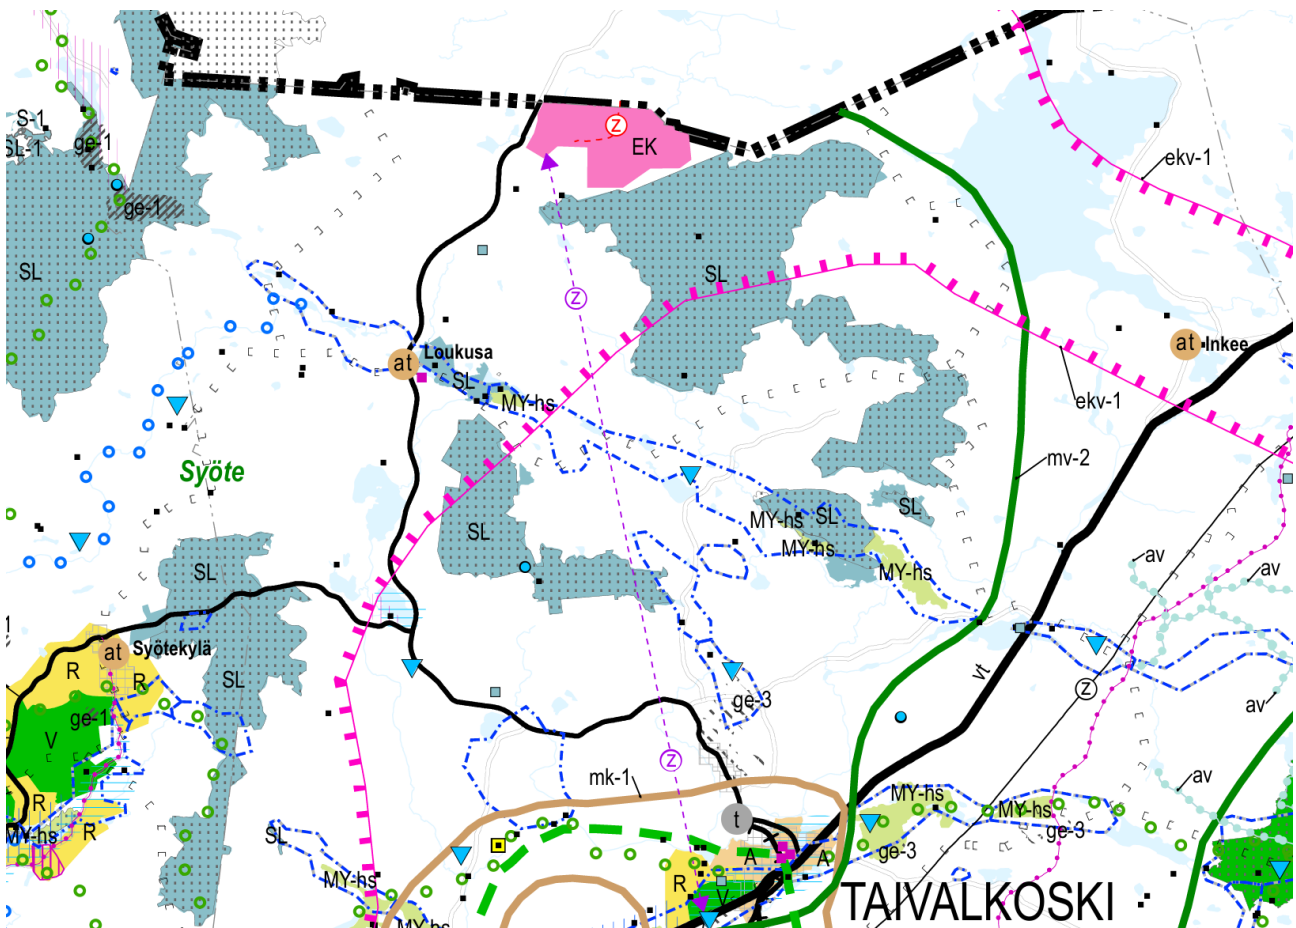 S-1
SL-1
ge-1
ge-1
SL
z
EK
ekv-1
SL
z
at
Loukusa
SL
MY-hs
at
Inkee
ekv-1
mv-2
Syöte
SL
MY-hs
SL
SL
MY-hs
MY-hs
SL
av
av
at
Syötekylä
R
R
SL
ge-1
V
ge-3
vt
z
av
z
mk-1
av
R
MY-hs
R
SL
MY-hs
t
A
A
R
V
MY-hs
MY-hs
ge-3
ge-3
MY-hs
TAIVALKOSKI